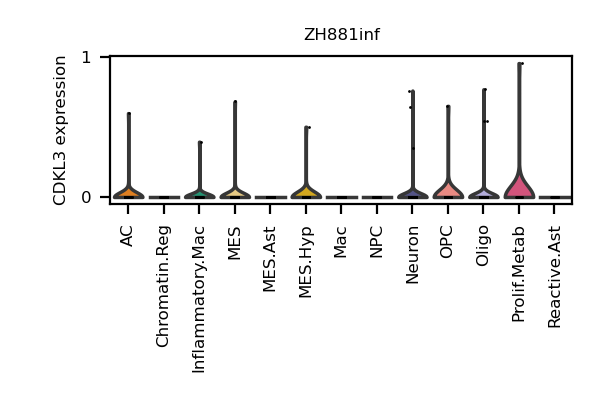 ZH881inf
CDKL3 expression
1
0
AC
Chromatin.Reg
Inflammatory.Mac
MES
MES.Ast
MES.Hyp
Mac
NPC
Neuron
OPC
Oligo
Prolif.Metab
Reactive.Ast